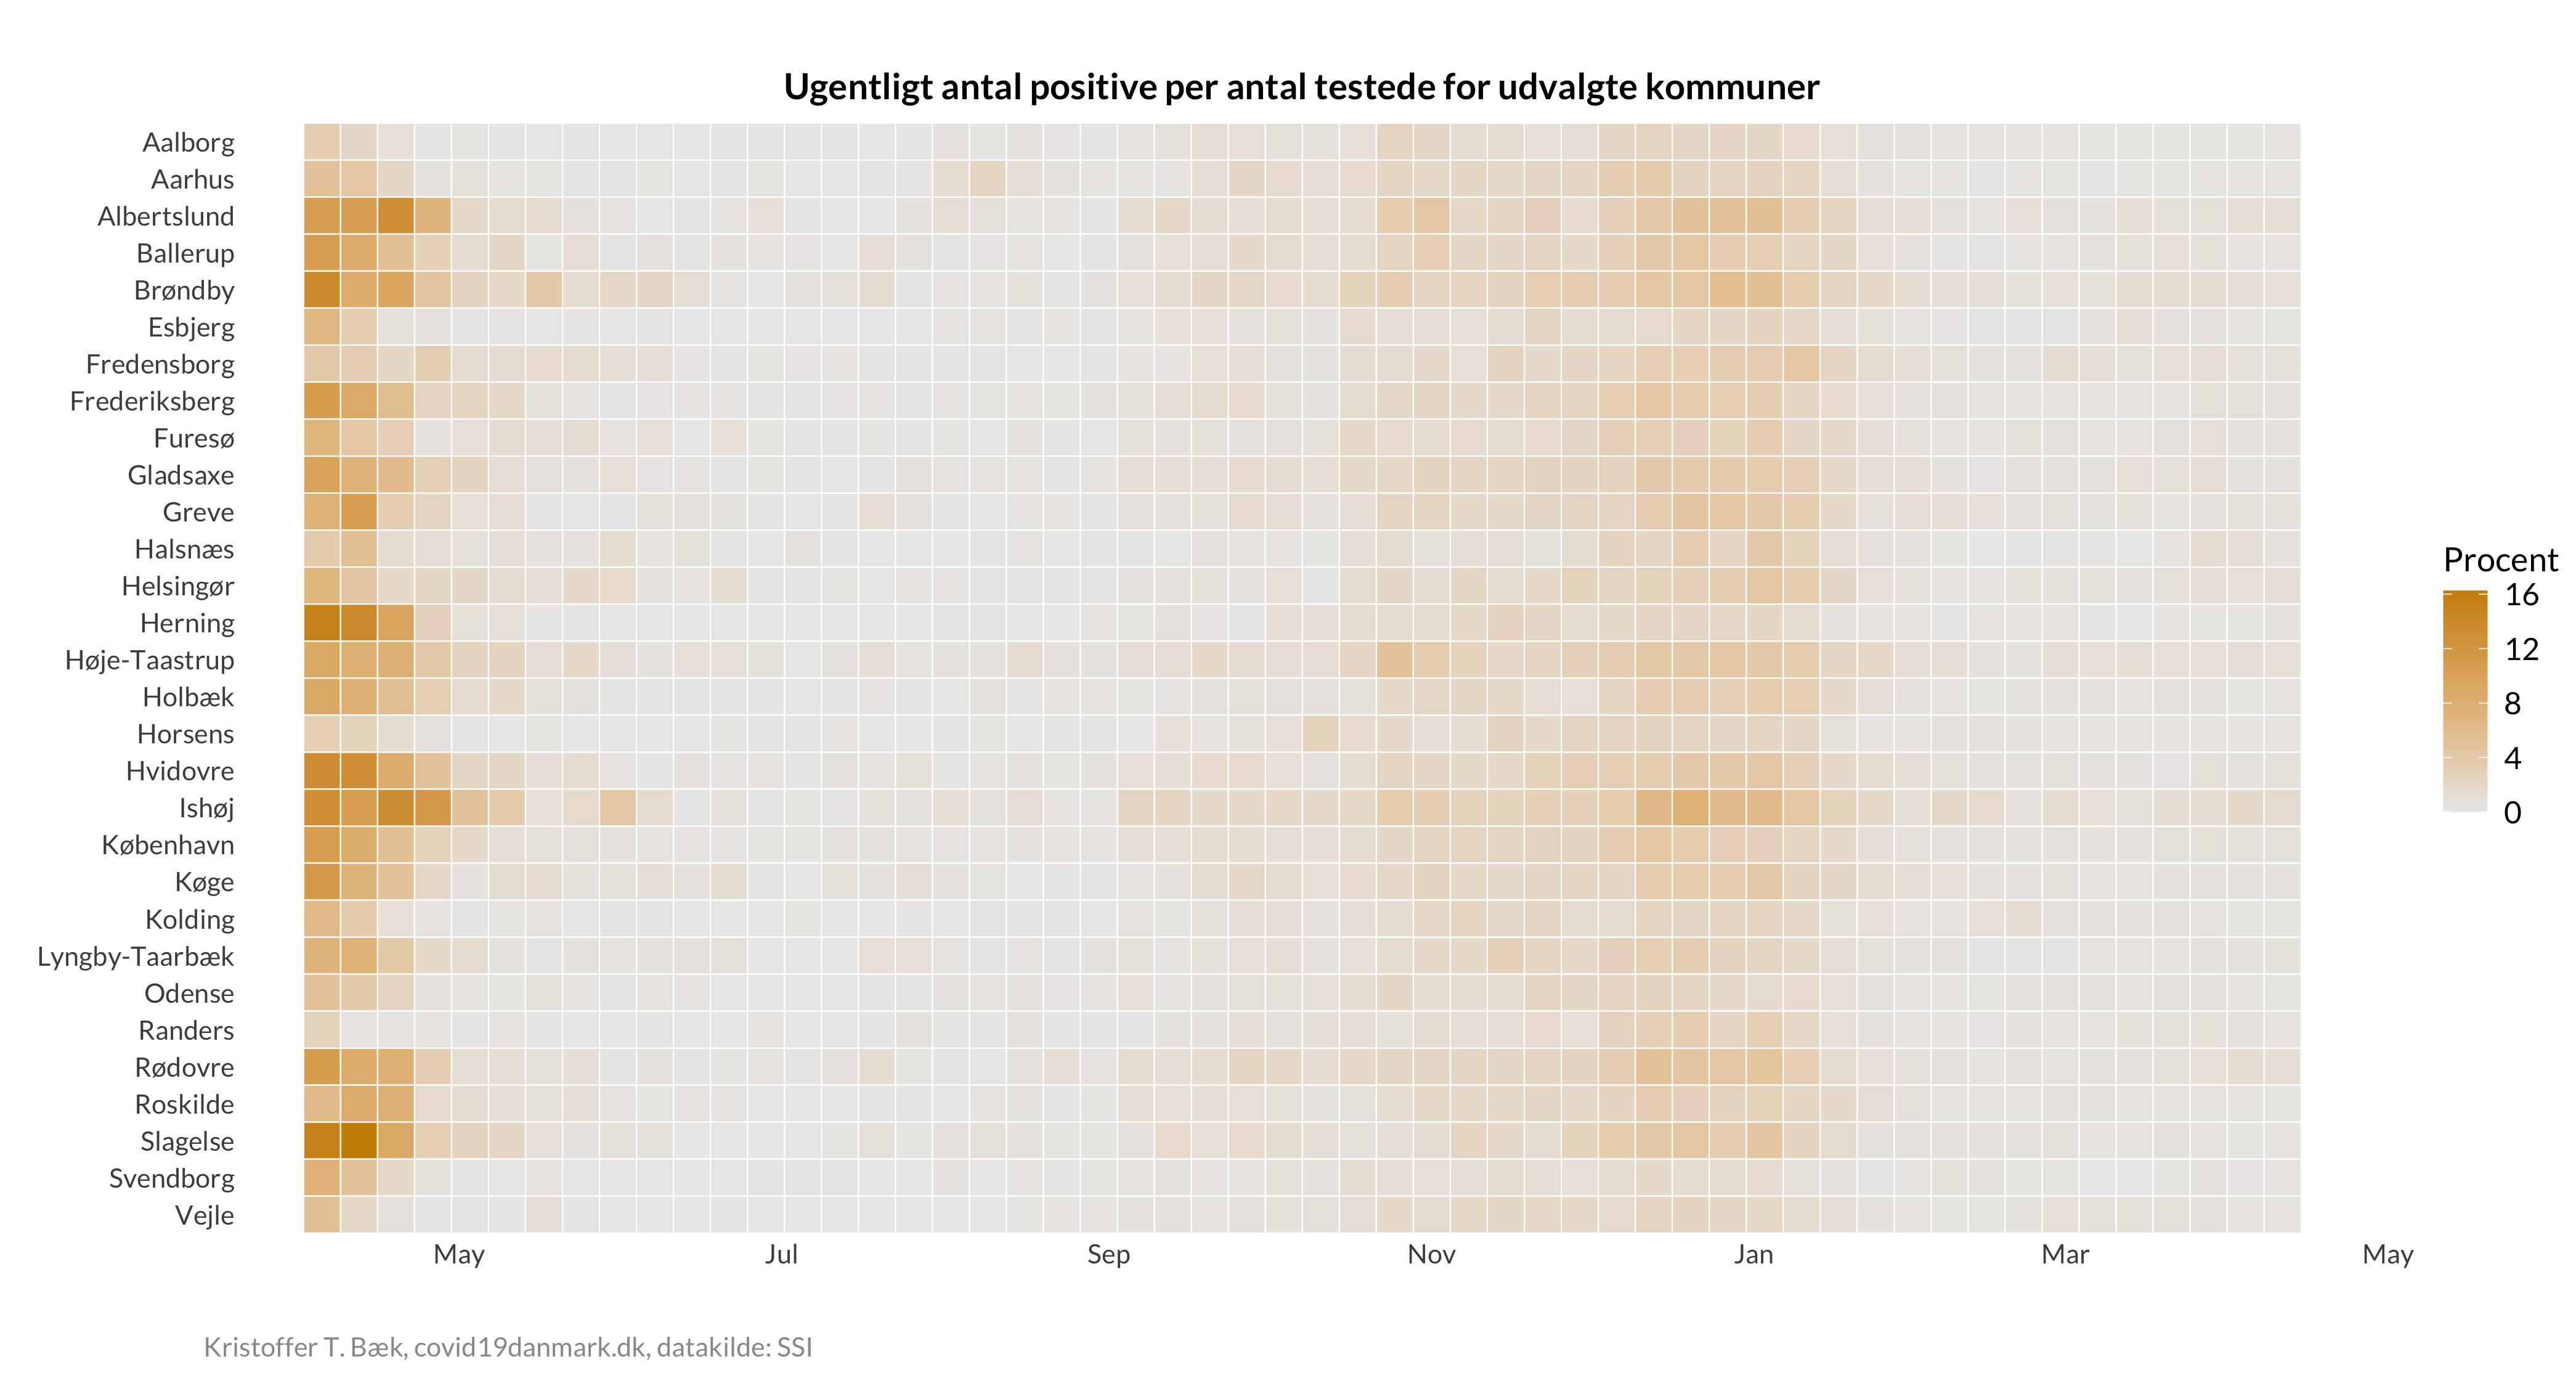 Ugentligt antal positive per antal testede for udvalgte kommuner
Aalborg
Aarhus
Albertslund
Ballerup
Brøndby
Esbjerg
Fredensborg
Frederiksberg
Furesø
Gladsaxe
Greve
Halsnæs
Helsingør
Herning
Høje-Taastrup
Holbæk
Horsens
Hvidovre
Ishøj
København
Køge
Kolding
Lyngby-Taarbæk
Odense
Randers
Rødovre
Roskilde
Slagelse
Svendborg
Vejle
May Jul Sep Nov Jan Mar May
Procent
16
12
8
4
0
Kristoffer T. Bæk, covid19danmark.dk, datakilde: SSI